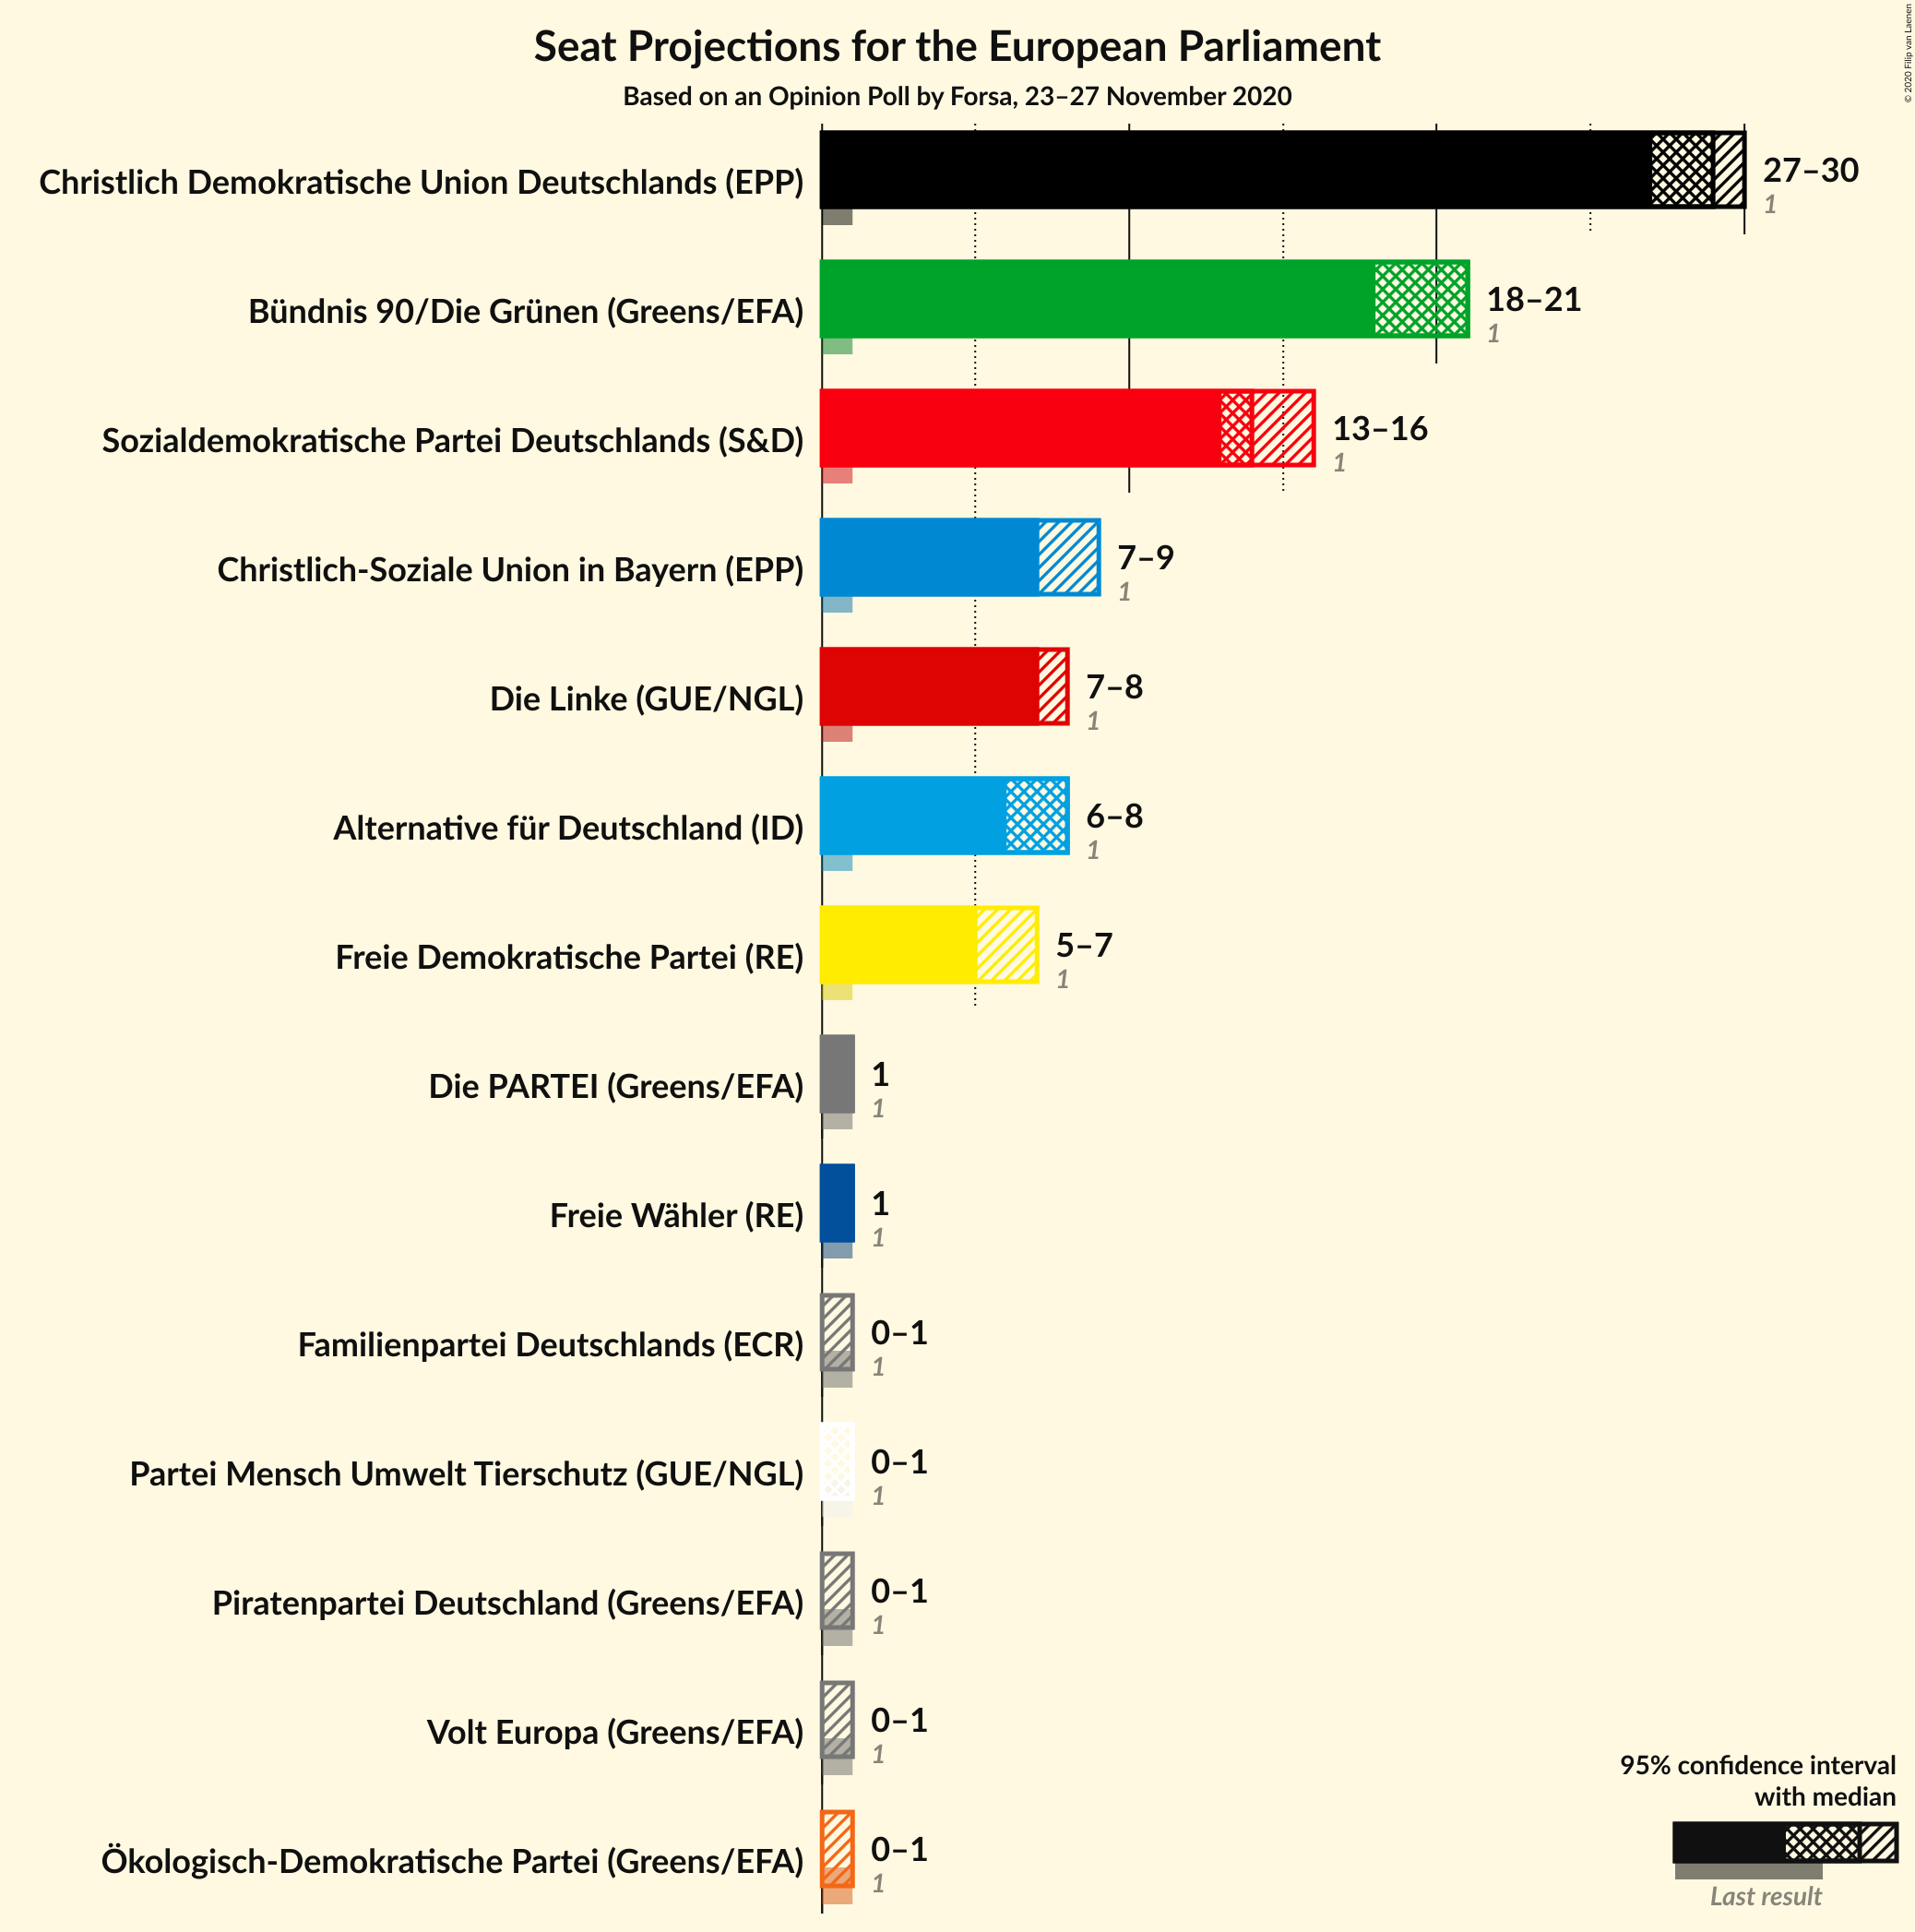 Seat Projections for the European Parliament
Based on an Opinion Poll by Forsa, 23–27 November 2020
© 2020 Filip van Laenen
Christlich Demokratische Union Deutschlands (EPP)
27–30
1
Bündnis 90/Die Grünen (Greens/EFA)
18–21
1
Sozialdemokratische Partei Deutschlands (S&D)
13–16
1
Christlich-Soziale Union in Bayern (EPP)
7–9
1
Die Linke (GUE/NGL)
7–8
1
Alternative für Deutschland (ID)
6–8
1
Freie Demokratische Partei (RE)
5–7
1
Die PARTEI (Greens/EFA)
1
1
Freie Wähler (RE)
1
1
Familienpartei Deutschlands (ECR)
0–1
1
Partei Mensch Umwelt Tierschutz (GUE/NGL)
0–1
1
Piratenpartei Deutschland (Greens/EFA)
0–1
1
Volt Europa (Greens/EFA)
0–1
1
Ökologisch-Demokratische Partei (Greens/EFA)
0–1
1
95% confidence interval
with median
Last result